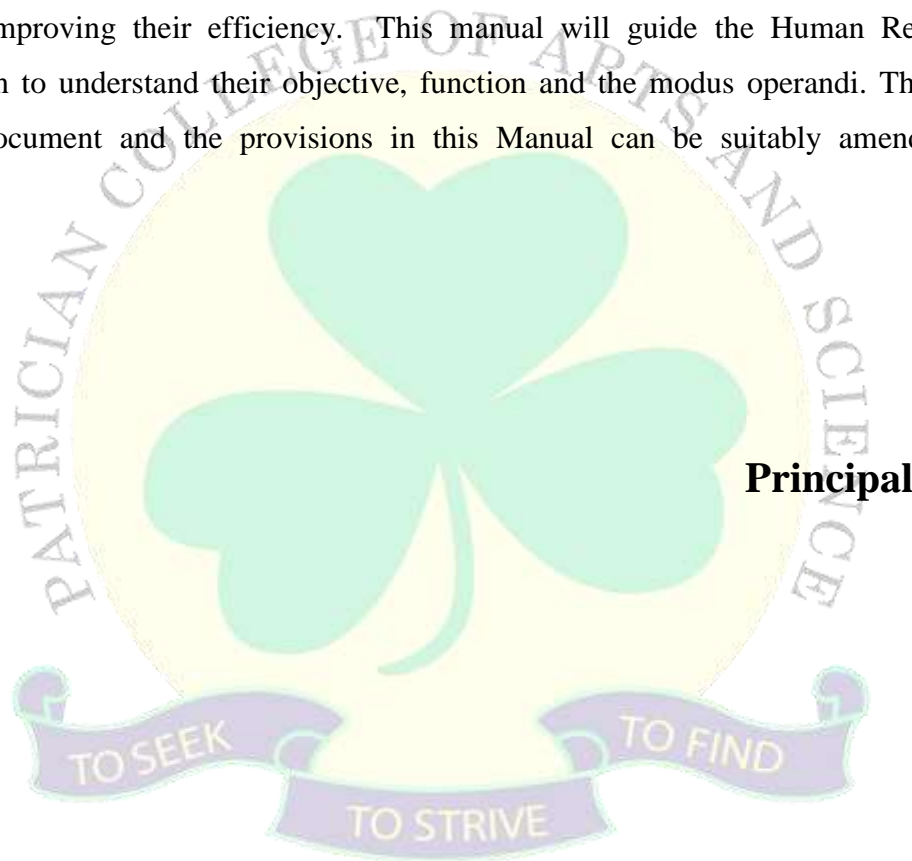 mproving their efficiency. This manual will guide the Human Re
to understand their objective, function and the modus operandi. Th
ocument and the provisions in this Manual can be suitably amend
PATRICIAN COLLEGE OF ARTS AND SCIENCE
Principal
TO SEEK
TO STRIVE
TO FIND